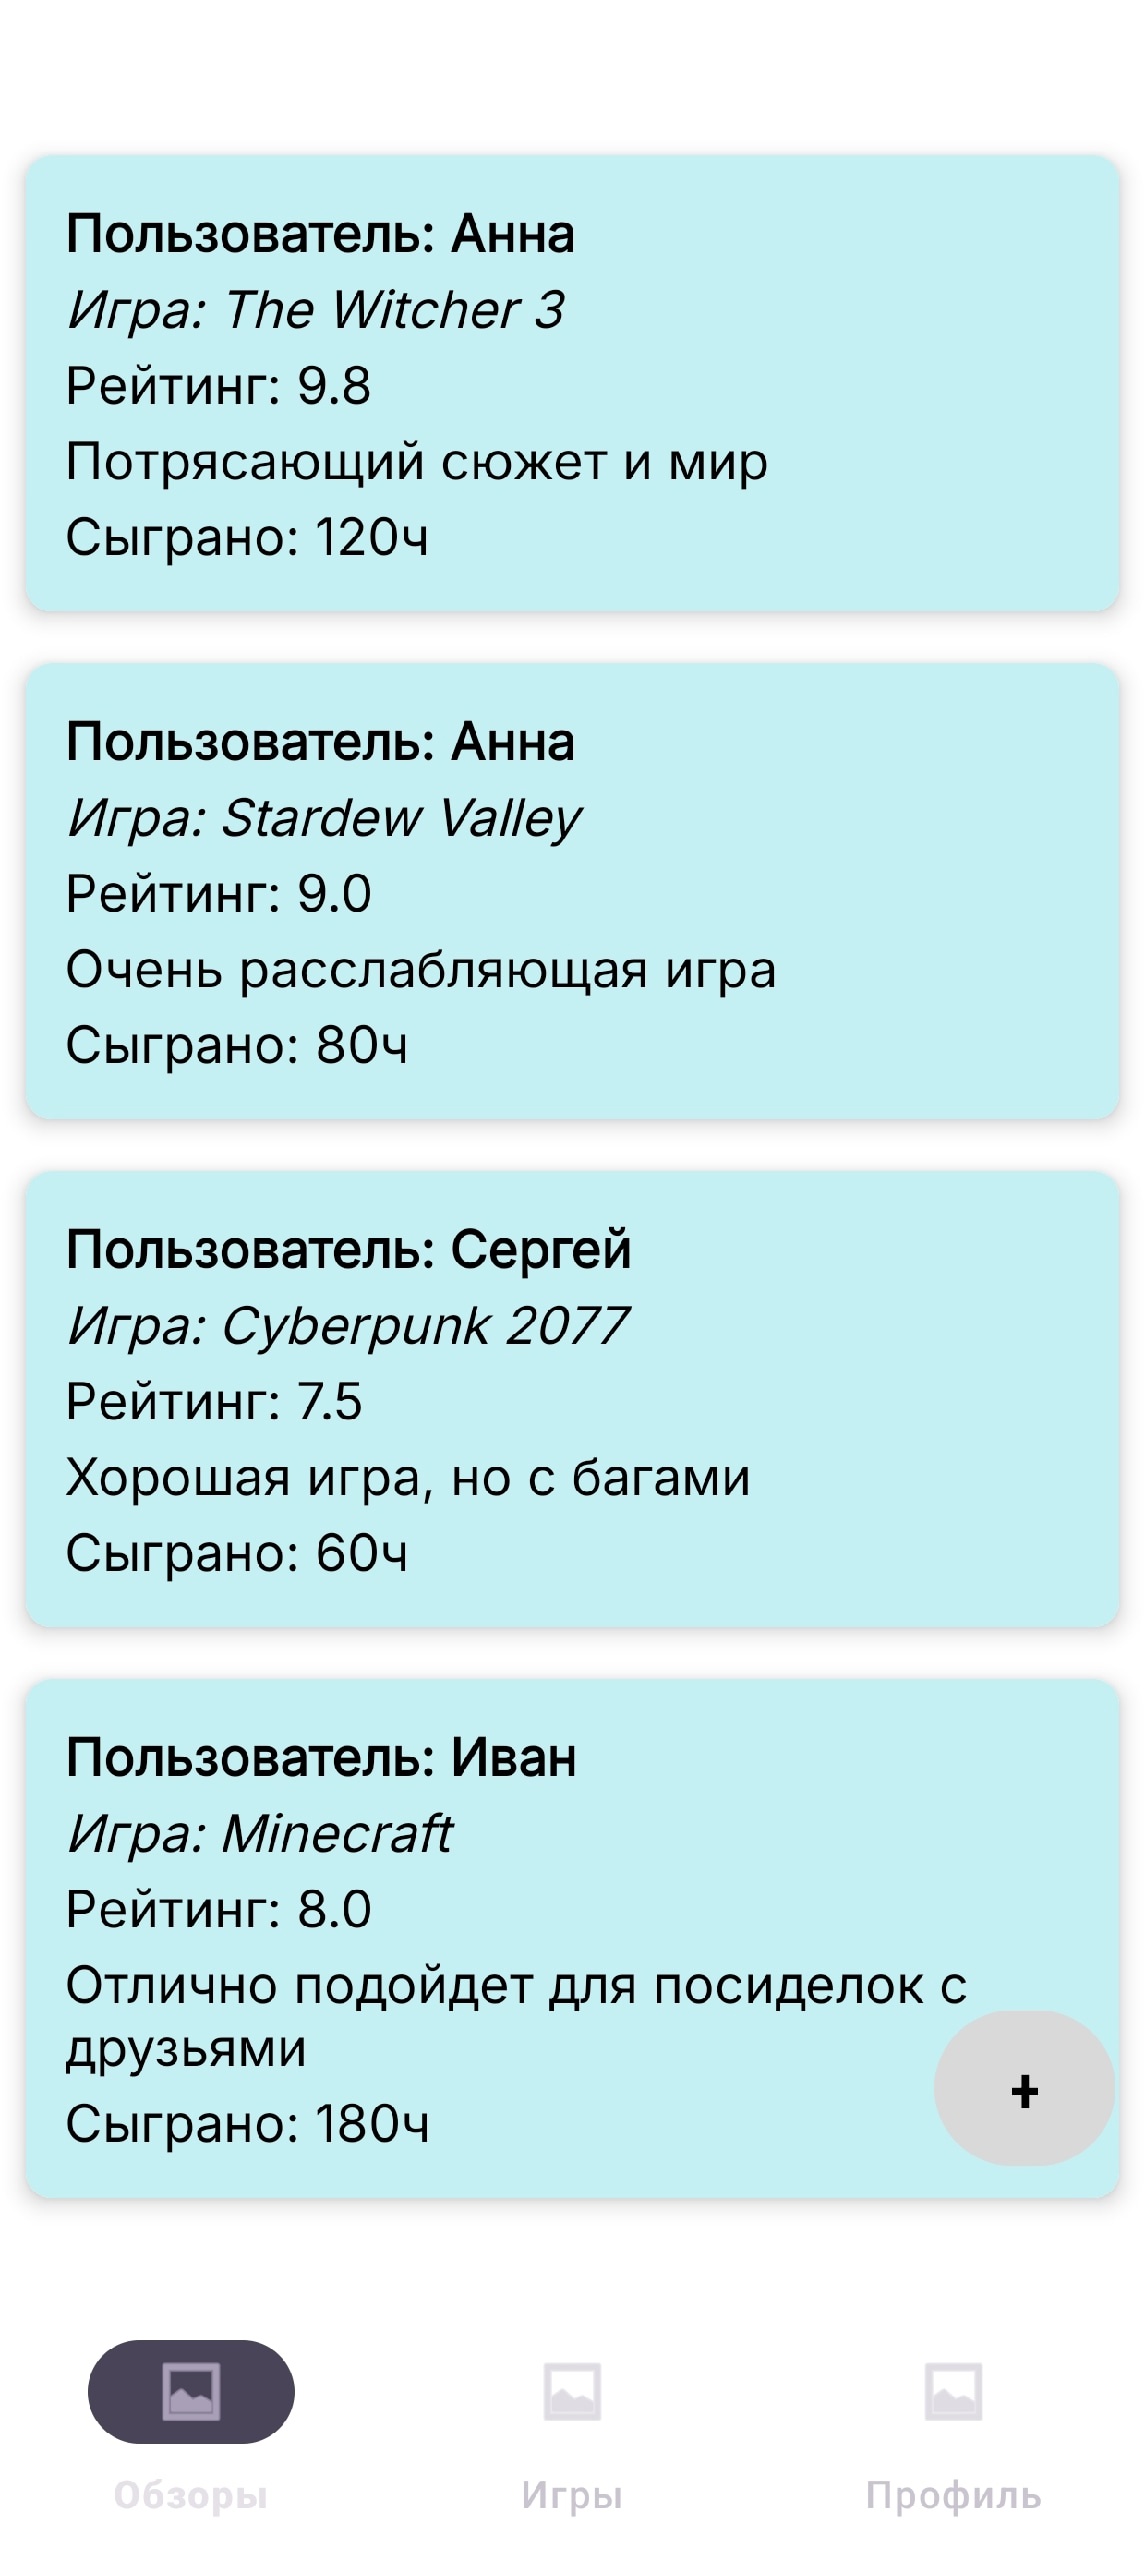 Пользователь: Анна
Игра: The Witcher 3
Рейтинг: 9.8
Потрясающий сюжет и мир
Сыграно: 120ч
Пользователь: Анна
Игра: Stardew Valley
Рейтинг: 9.0
Очень расслабляющая игра
Сыграно: 80ч
Пользователь: Сергей
Игра: Cyberpunk 2077
Рейтинг: 7.5
Хорошая игра, но с багами
Сыграно: 60ч
Пользователь: Иван
Игра: Minecraft
Рейтинг: 8.0
Отлично подойдет для посиделок с
друзьями
Сыграно: 180ч
+
Обзоры
Игры
Профиль